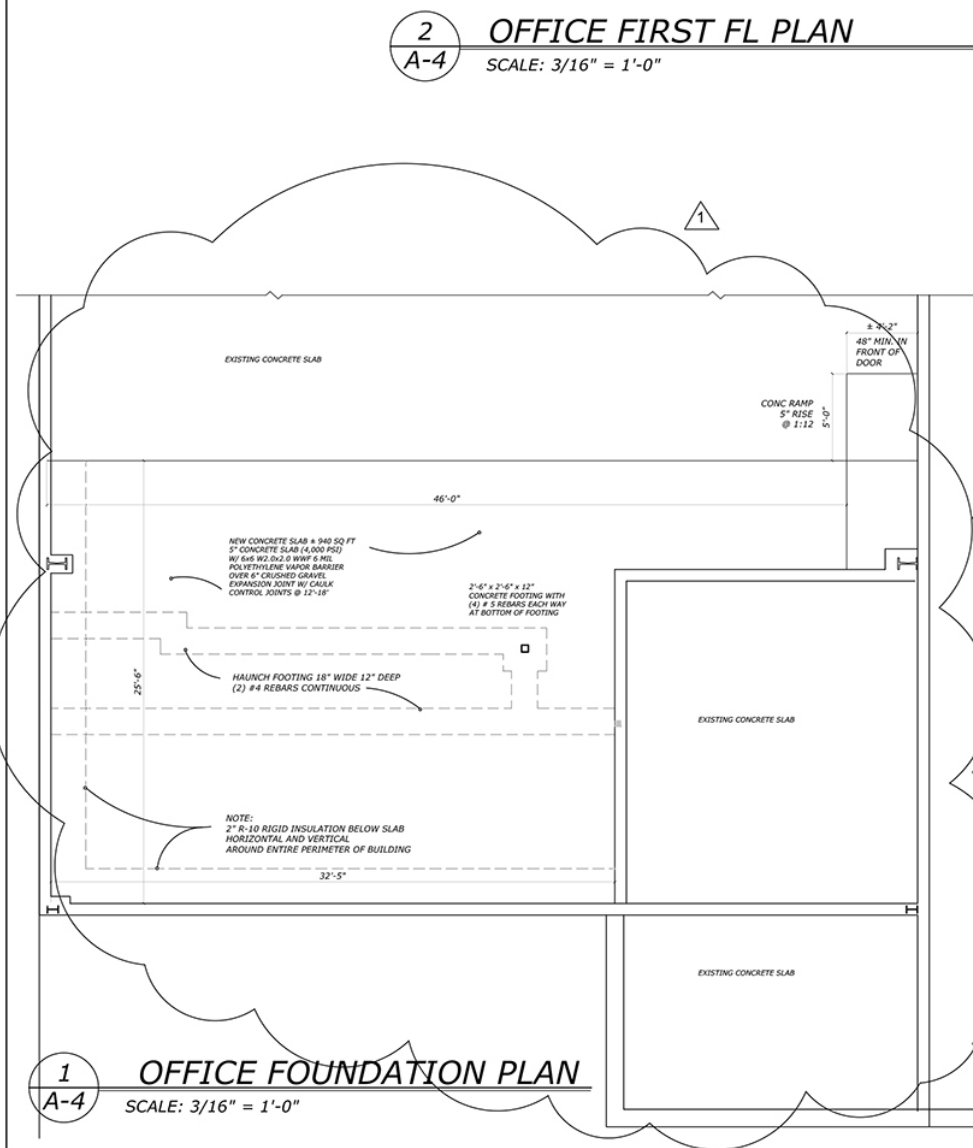 2
A-4
OFFICE FIRST FL PLAN
SCALE: 3/16" = 1'-0"
1
± 4'-2"
48" MIN. IN
FRONT OF
DOOR
EXISTING CONCRETE SLAB
CONC RAMP
5" RISE
@ 1:12
5'-0"
46'-0"
NEW CONCRETE SLAB ± 940 SQ FT
5" CONCRETE SLAB (4,000 PSI)
W/ 6x6 W2.0x2.0 WWF 6 MIL
POLYETHYLENE VAPOR BARRIER
OVER 6" CRUSHED GRAVEL
EXPANSION JOINT W/ CAULK
CONTROL JOINTS @ 12'-18'
2'-6" x 2'-6" x 12"
CONCRETE FOOTING WITH
(4) # 5 REBARS EACH WAY
AT BOTTOM OF FOOTING
HAUNCH FOOTING 18" WIDE 12" DEEP
(2) #4 REBARS CONTINUOUS
25'-6"
EXISTING CONCRETE SLAB
NOTE:
2" R-10 RIGID INSULATION BELOW SLAB
HORIZONTAL AND VERTICAL
AROUND ENTIRE PERIMETER OF BUILDING
32'-5"
EXISTING CONCRETE SLAB
1
A-4
OFFICE FOUNDATION PLAN
SCALE: 3/16" = 1'-0"